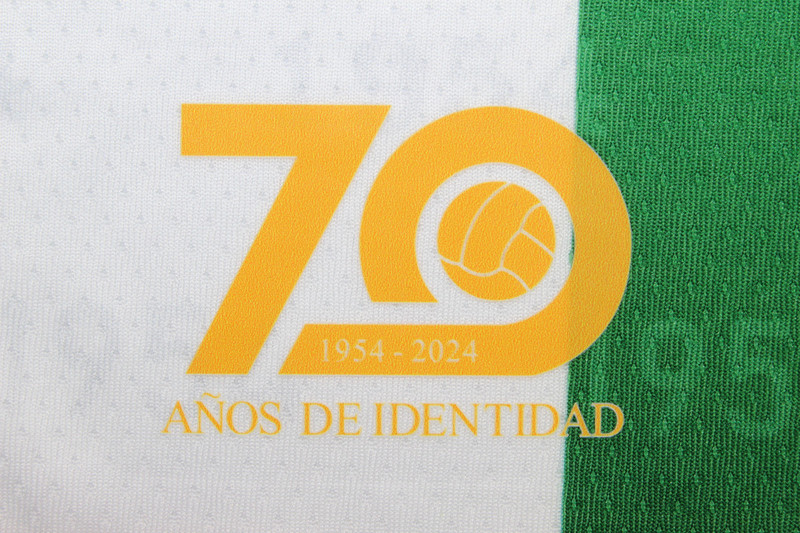 70
1954 - 2024
AÑOS DE IDENTIDAD